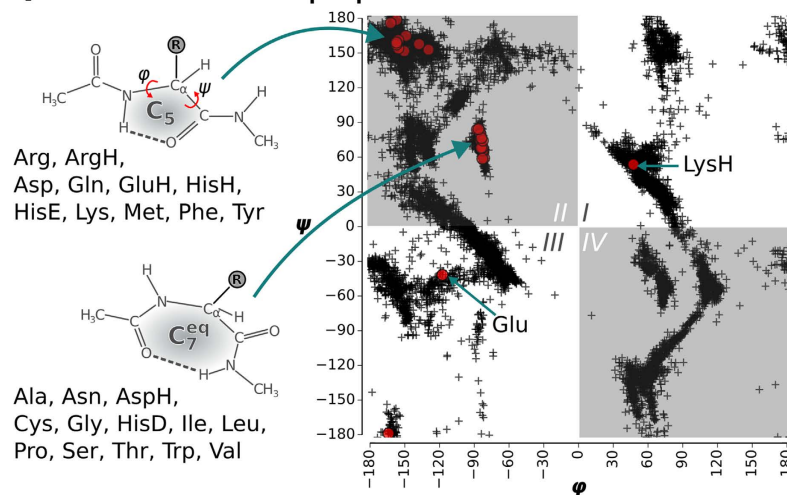 R
O
H
φ
ψ
Cα
H₃C
N
H
C₅
C
N
H
O
CH₃
Arg, ArgH,
Asp, Gln, GluH, HisH,
HisE, Lys, Met, Phe, Tyr
H
R
N
Cα
H
H₃C
C₇ᵉᑫ
O
O
H
N
CH₃
Ala, Asn, AspH,
Cys, Gly, HisD, Ile, Leu,
Pro, Ser, Thr, Trp, Val
ψ
180
150
120
90
60
30
0
−30
−60
−90
−120
−150
−180
II
I
III
IV
LysH
Glu
-180
-150
-120
-90
-60
-30
0
30
60
90
120
150
180
φ